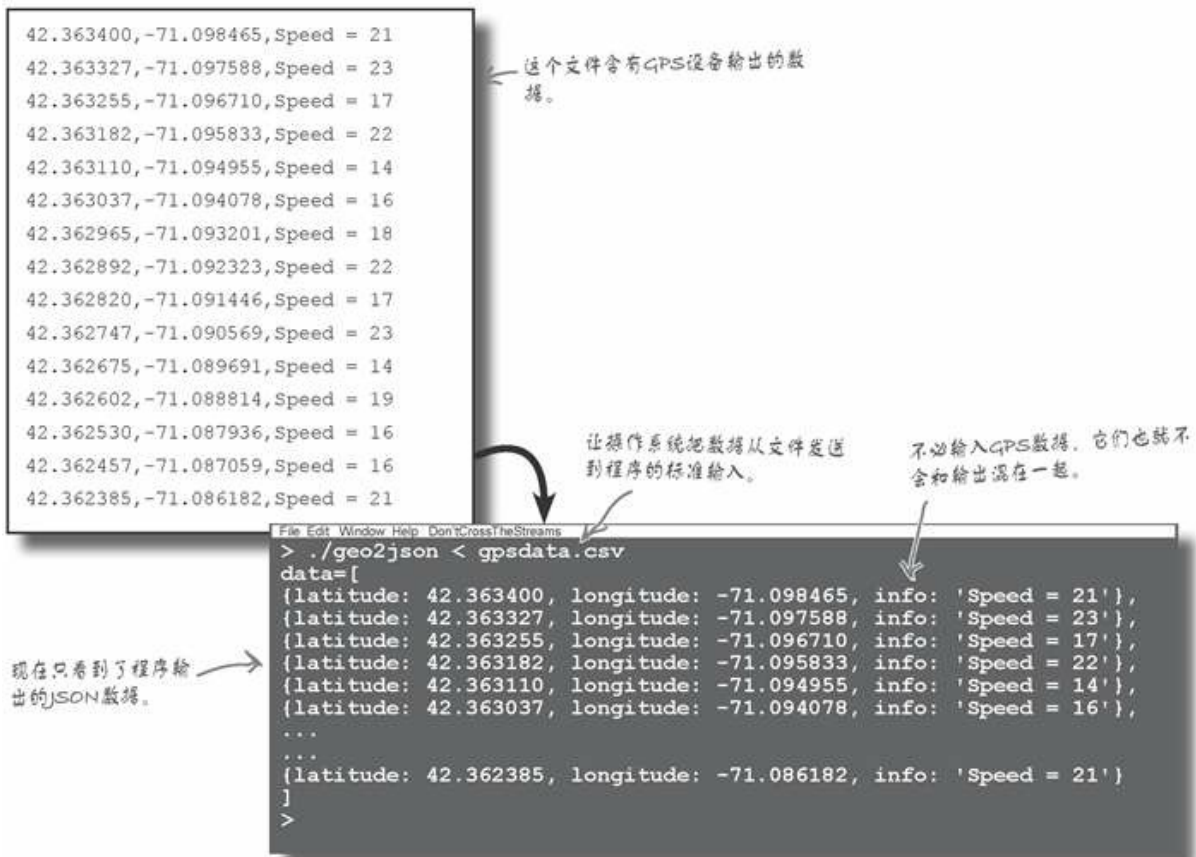 42.363400,-71.098465,Speed = 21
42.363327,-71.097588,Speed = 23
42.363255,-71.096710,Speed = 17
42.363182,-71.095833,Speed = 22
42.363110,-71.094955,Speed = 14
42.363037,-71.094078,Speed = 16
42.362965,-71.093201,Speed = 18
42.362892,-71.092323,Speed = 22
42.362820,-71.091446,Speed = 17
42.362747,-71.090569,Speed = 23
42.362675,-71.089691,Speed = 14
42.362602,-71.088814,Speed = 19
42.362530,-71.087936,Speed = 16
42.362457,-71.087059,Speed = 16
42.362385,-71.086182,Speed = 21
这个文件含有GPS设备输出的数
据。
让操作系统把数据从文件发送
到程序的标准输入。
不必输入GPS数据，它们也就不
会和输出混在一起。
File Edit Window Help Don'tCrossTheStreams
> ./geo2json < gpsdata.csv
data=[
{latitude: 42.363400, longitude: -71.098465, info: 'Speed = 21'},
{latitude: 42.363327, longitude: -71.097588, info: 'Speed = 23'},
{latitude: 42.363255, longitude: -71.096710, info: 'Speed = 17'},
{latitude: 42.363182, longitude: -71.095833, info: 'Speed = 22'},
{latitude: 42.363110, longitude: -71.094955, info: 'Speed = 14'},
{latitude: 42.363037, longitude: -71.094078, info: 'Speed = 16'},
...
...
{latitude: 42.362385, longitude: -71.086182, info: 'Speed = 21'}
]
>
现在只看到了程序输
出的JSON数据。